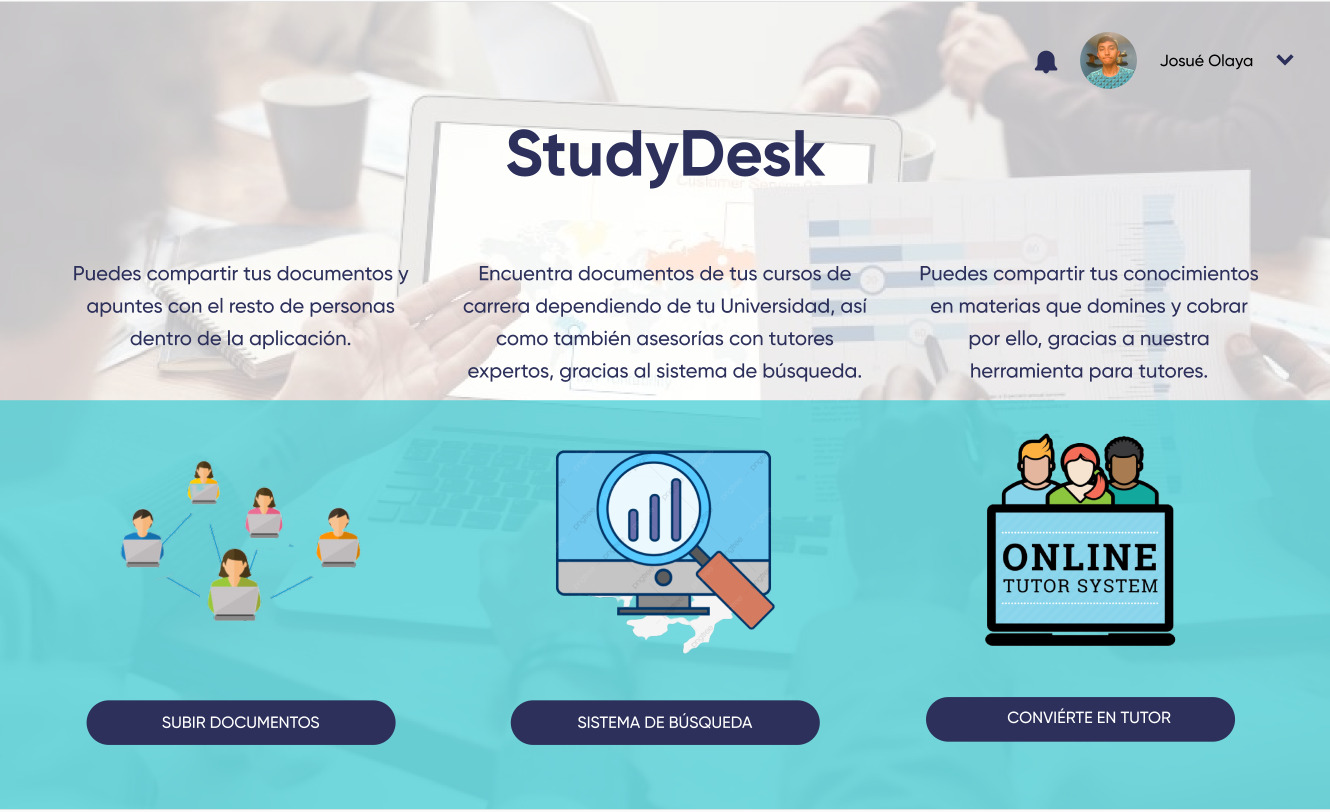 Josué Olaya
StudyDesk
Puedes compartir tus documentos y
apuntes con el resto de personas
dentro de la aplicación.
Encuentra documentos de tus cursos de
carrera dependiendo de tu Universidad, así
como también asesorías con tutores
expertos, gracias al sistema de búsqueda.
Puedes compartir tus conocimientos
en materias que domines y cobrar
por ello, gracias a nuestra
herramienta para tutores.
ONLINE
TUTOR SYSTEM
SUBIR DOCUMENTOS
SISTEMA DE BÚSQUEDA
CONVIÉRTE EN TUTOR